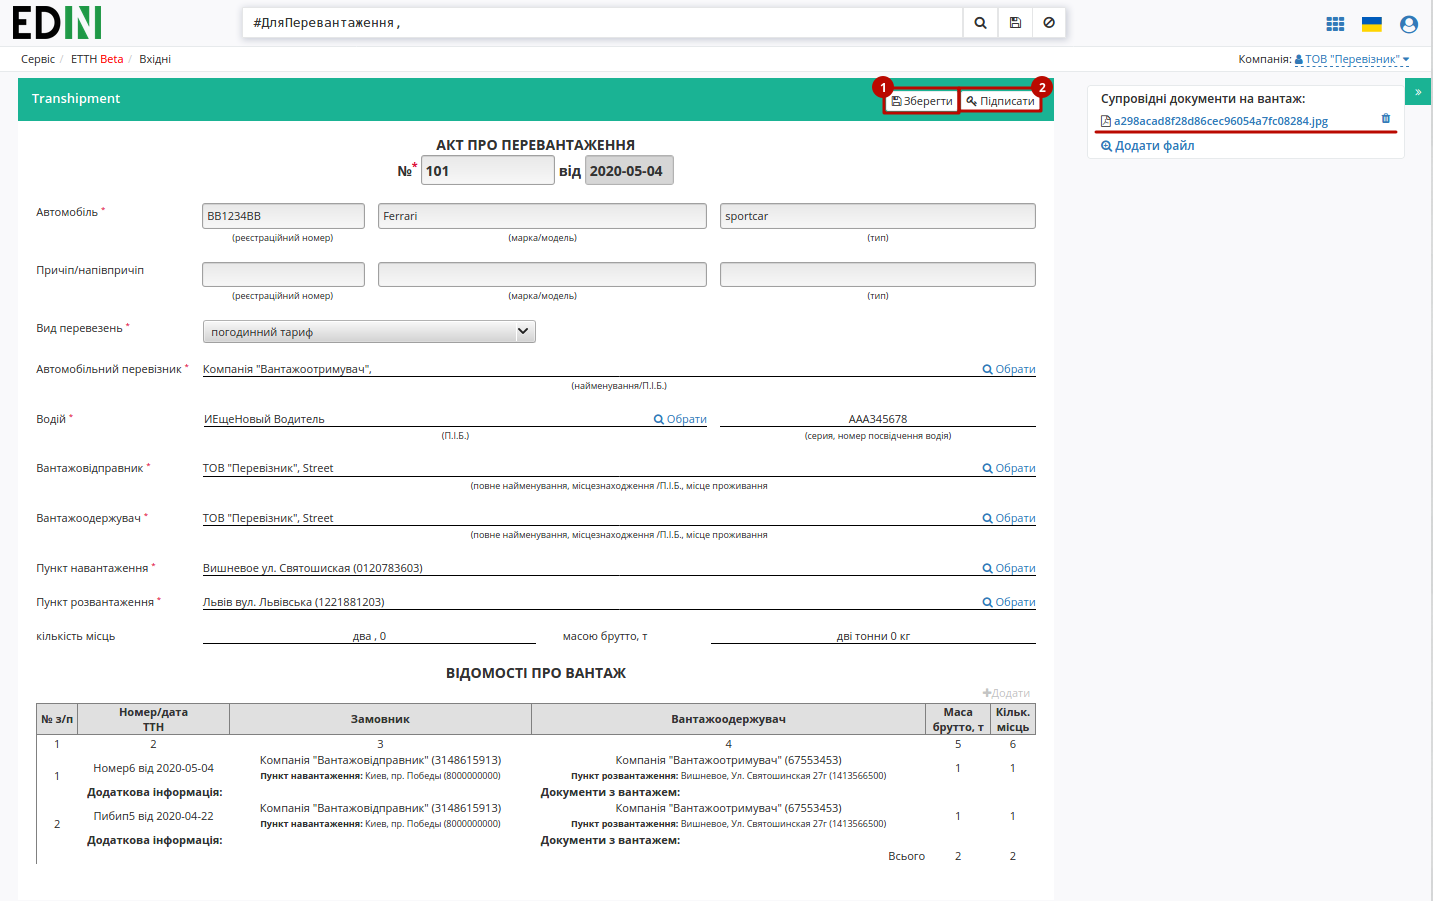 EDIN
#ДляПеревантаження,
Сервіс / ЕТТН Beta / Вхідні
Компанія: ТОВ "Перевізник"
Transhipment
1
Зберегти
Підписати
2
»
Супровідні документи на вантаж:
a298acad8f28d86cec96054a7fc08284.jpg
Додати файл
АКТ ПРО ПЕРЕВАНТАЖЕННЯ
№* 101 від 2020-05-04
Автомобіль * BB1234BB Ferrari sportcar
(реєстраційний номер) (марка/модель) (тип)
Причіп/напівпричіп
(реєстраційний номер) (марка/модель) (тип)
Вид перевезень * погодинний тариф
Автомобільний перевізник * Компанія "Вантажоотримувач", Обрати
(найменування/П.І.Б.)
Водій * ИЕщеНовый Водитель Обрати ААА345678
(П.І.Б.) (серия, номер посвідчення водія)
Вантажовідправник * ТОВ "Перевізник", Street Обрати
(повне найменування, місцезнаходження /П.І.Б., місце проживання
Вантажоодержувач * ТОВ "Перевізник", Street Обрати
(повне найменування, місцезнаходження /П.І.Б., місце проживання
Пункт навантаження * Вишневое ул. Святошиская (0120783603) Обрати
Пункт розвантаження * Львів вул. Львівська (1221881203) Обрати
кількість місць два , 0 масою брутто, т дві тонни 0 кг
ВІДОМОСТІ ПРО ВАНТАЖ
Додати
№ з/п Номер/дата ТТН Замовник Вантажоодержувач Маса брутто, т Кільк. місць
1 2 3 4 5 6
1 Номер6 від 2020-05-04 Компанія "Вантажовідправник" (3148615913) Компанія "Вантажоотримувач" (67553453) 1 1
Пункт навантаження: Киев, пр. Победы (8000000000) Пункт розвантаження: Вишневое, Ул. Святошинская 27г (1413566500)
Додаткова інформація: Документи з вантажем:
2 Пибип5 від 2020-04-22 Компанія "Вантажовідправник" (3148615913) Компанія "Вантажоотримувач" (67553453) 1 1
Пункт навантаження: Киев, пр. Победы (8000000000) Пункт розвантаження: Вишневое, Ул. Святошинская 27г (1413566500)
Додаткова інформація: Документи з вантажем:
Всього 2 2